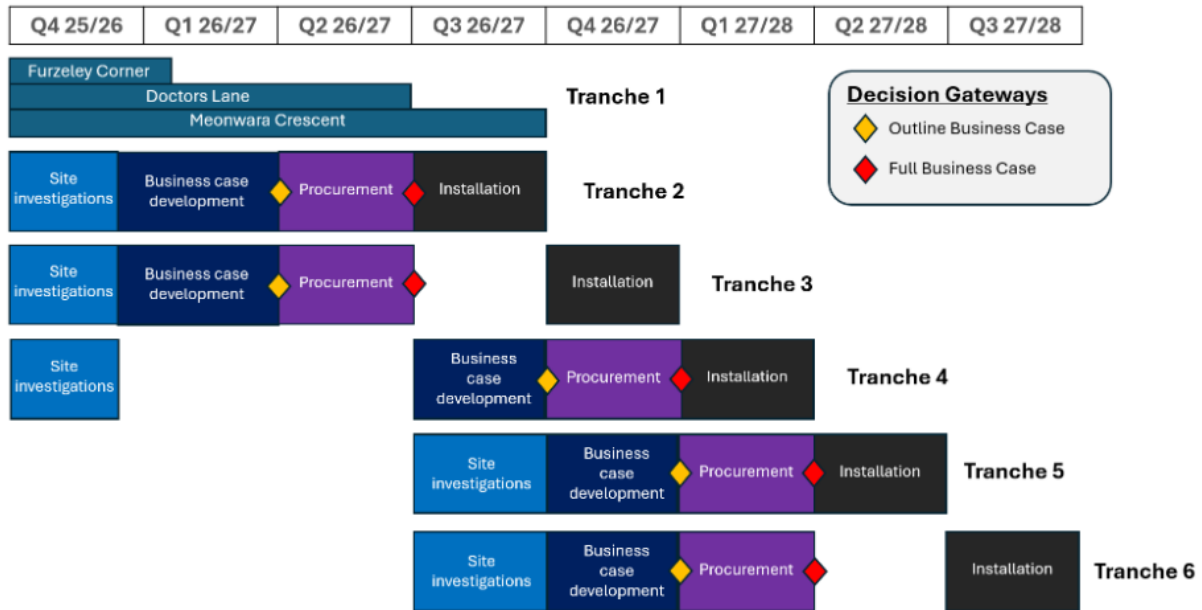 Q4 25/26 Q1 26/27 Q2 26/27 Q3 26/27 Q4 26/27 Q1 27/28 Q2 27/28 Q3 27/28
Furzeley Corner
Doctors Lane
Meonwara Crescent
Tranche 1
Decision Gateways
Outline Business Case
Full Business Case
Site
investigations
Business case
development
Procurement
Installation
Tranche 2
Site
investigations
Business case
development
Procurement
Installation
Tranche 3
Site
investigations
Business
case
development
Procurement
Installation
Tranche 4
Site
investigations
Business
case
development
Procurement
Installation
Tranche 5
Site
investigations
Business
case
development
Procurement
Installation
Tranche 6